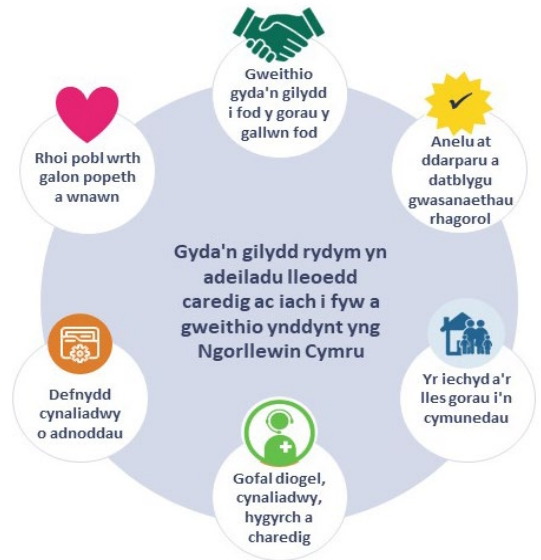 Gweithio
gyda'n gilydd
i fod y gorau y
gallwn fod
Anelu at
ddarparu a
datblygu
gwasanaethau
rhagorol
Yr iechyd a'r
lles gorau i'n
cymunedau
Gofal diogel,
cynaliadwy,
hygyrch a
charedig
Defnydd
cynaliadwy
o adnoddau
Rhoi pobl wrth
galon popeth
a wnawn
Gyda'n gilydd rydym yn
adeiladu lleoedd
caredig ac iach i fyw a
gweithio ynddynt yng
Ngorllewin Cymru